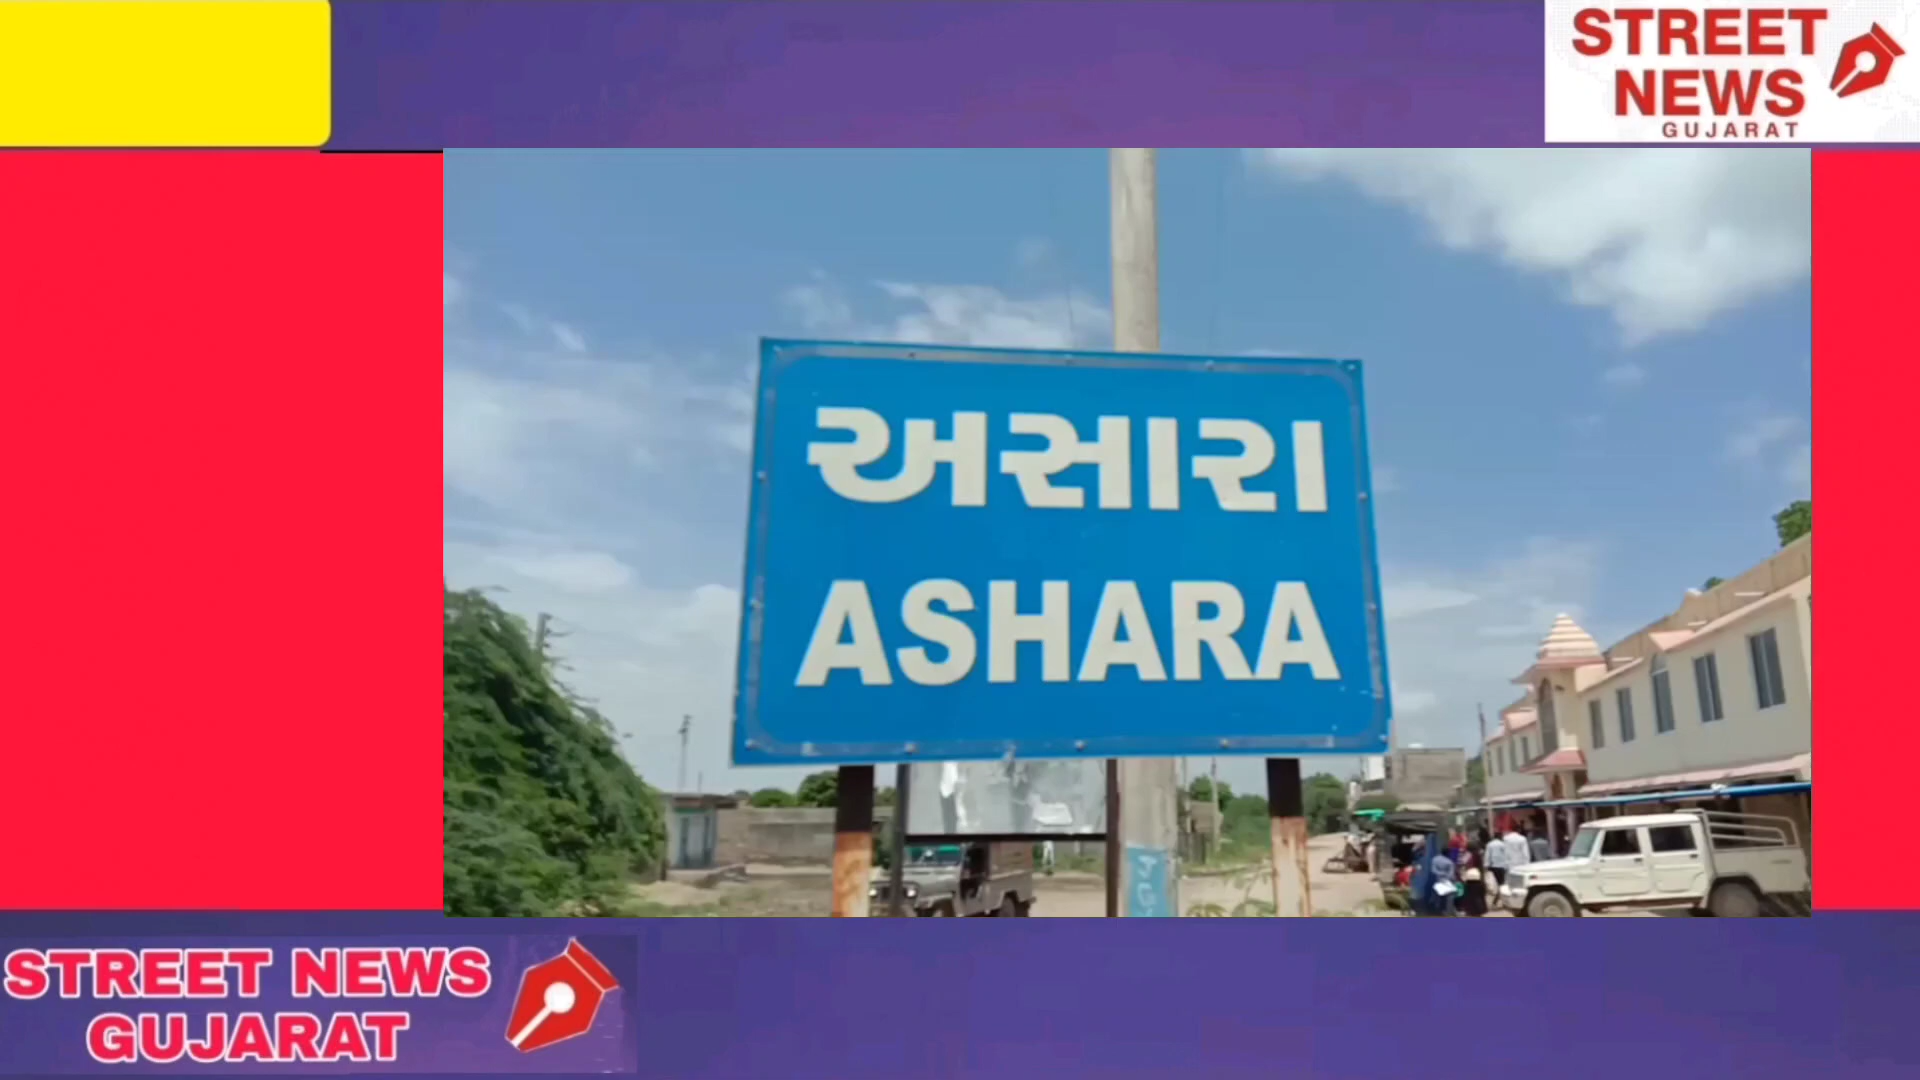 STREET
NEWS
GUJARAT
અસારા
ASHARA
STREET NEWS
GUJARAT